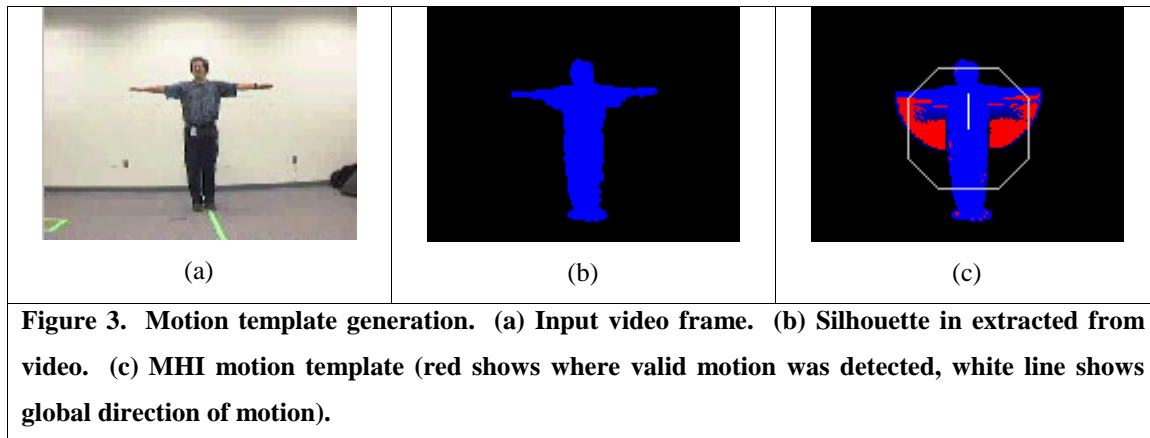 (a)
(b)
(c)
Figure 3. Motion template generation. (a) Input video frame. (b) Silhouette in extracted from
video. (c) MHI motion template (red shows where valid motion was detected, white line shows
global direction of motion).